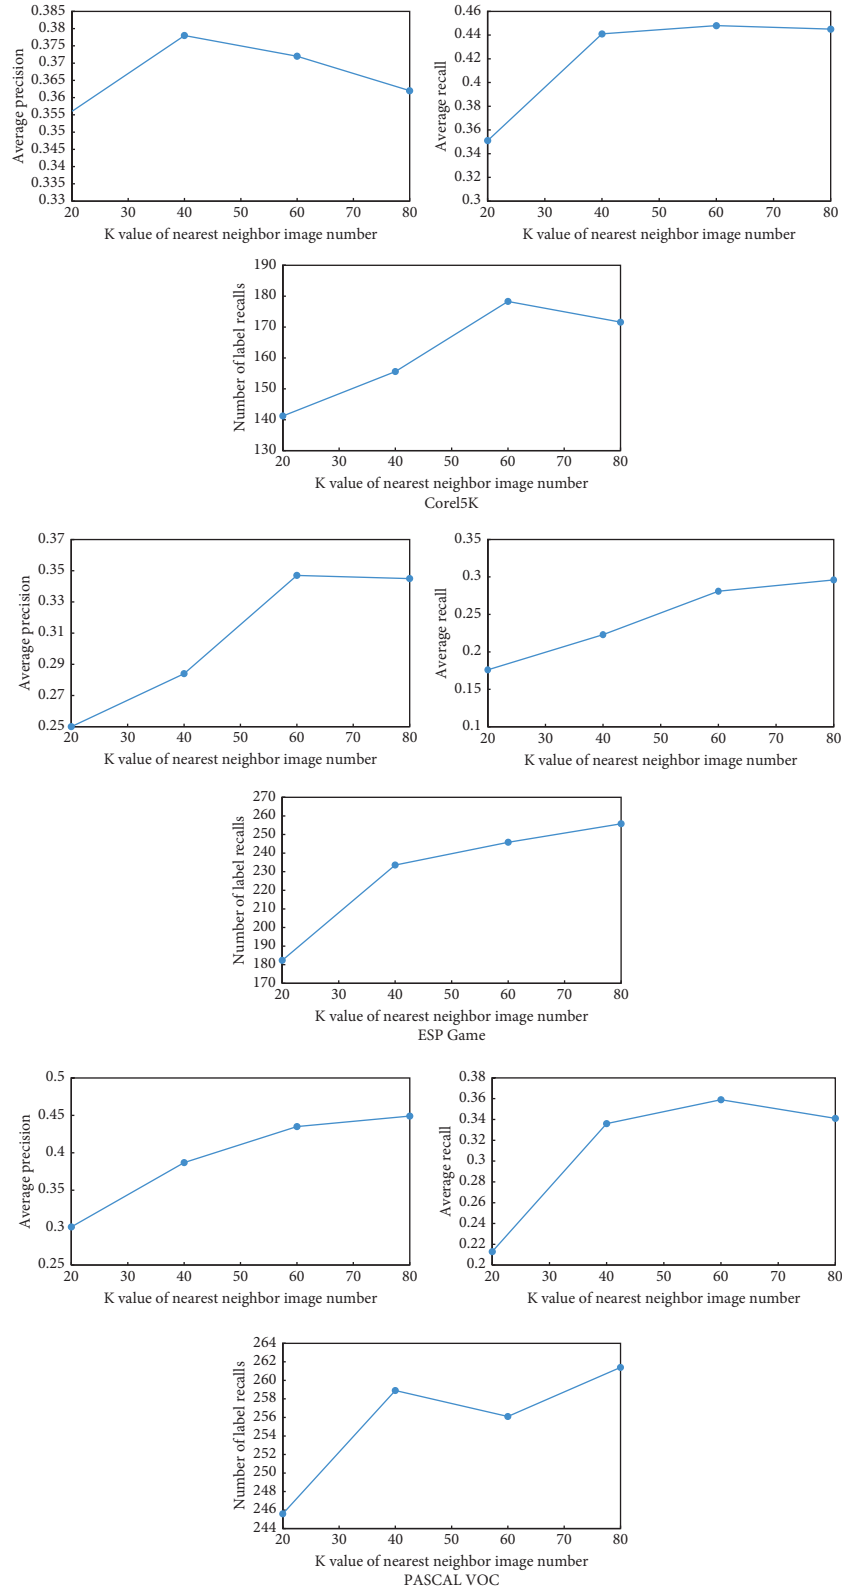 0.385
0.38
0.375
0.37
0.365
0.36
0.355
0.35
0.345
0.34
0.335
0.33
Average precision
20 30 40 50 60 70 80
K value of nearest neighbor image number
0.46
0.44
0.42
0.4
0.38
0.36
0.34
0.32
0.3
Average recall
20 30 40 50 60 70 80
K value of nearest neighbor image number
190
180
170
160
150
140
130
Number of label recalls
20 30 40 50 60 70 80
K value of nearest neighbor image number
Corel5K
0.37
0.35
0.33
0.31
0.29
0.27
0.25
Average precision
20 30 40 50 60 70 80
K value of nearest neighbor image number
0.35
0.3
0.25
0.2
0.15
0.1
Average recall
20 30 40 50 60 70 80
K value of nearest neighbor image number
270
260
250
240
230
220
210
200
190
180
170
Number of label recalls
20 30 40 50 60 70 80
K value of nearest neighbor image number
ESP Game
0.5
0.45
0.4
0.35
0.3
0.25
Average precision
20 30 40 50 60 70 80
K value of nearest neighbor image number
0.38
0.36
0.34
0.32
0.3
0.28
0.26
0.24
0.22
0.2
Average recall
20 30 40 50 60 70 80
K value of nearest neighbor image number
264
262
260
258
256
254
252
250
248
246
244
Number of label recalls
20 30 40 50 60 70 80
K value of nearest neighbor image number
PASCAL VOC